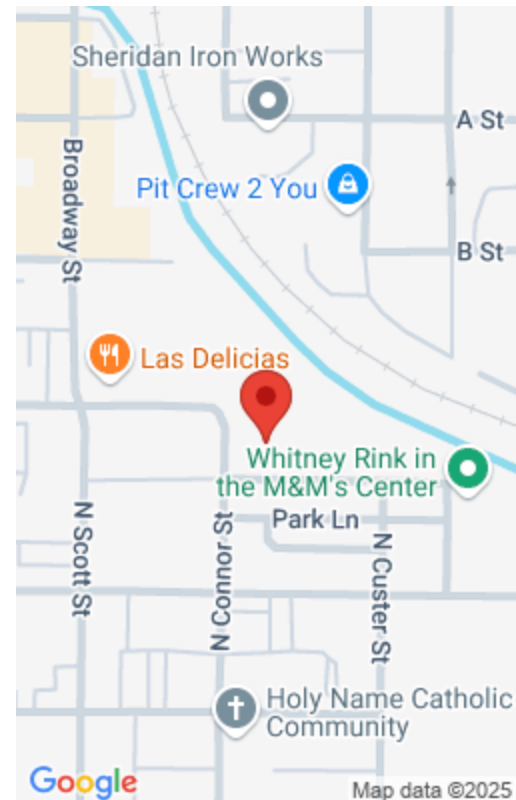 Sheridan Iron Works
A St
Broadway St
Pit Crew 2 You
B St
Las Delicias
Whitney Rink in
the M&M's Center
Park Ln
N Scott St
N Connor St
N Custer St
Holy Name Catholic
Community
Google
Map data ©2025